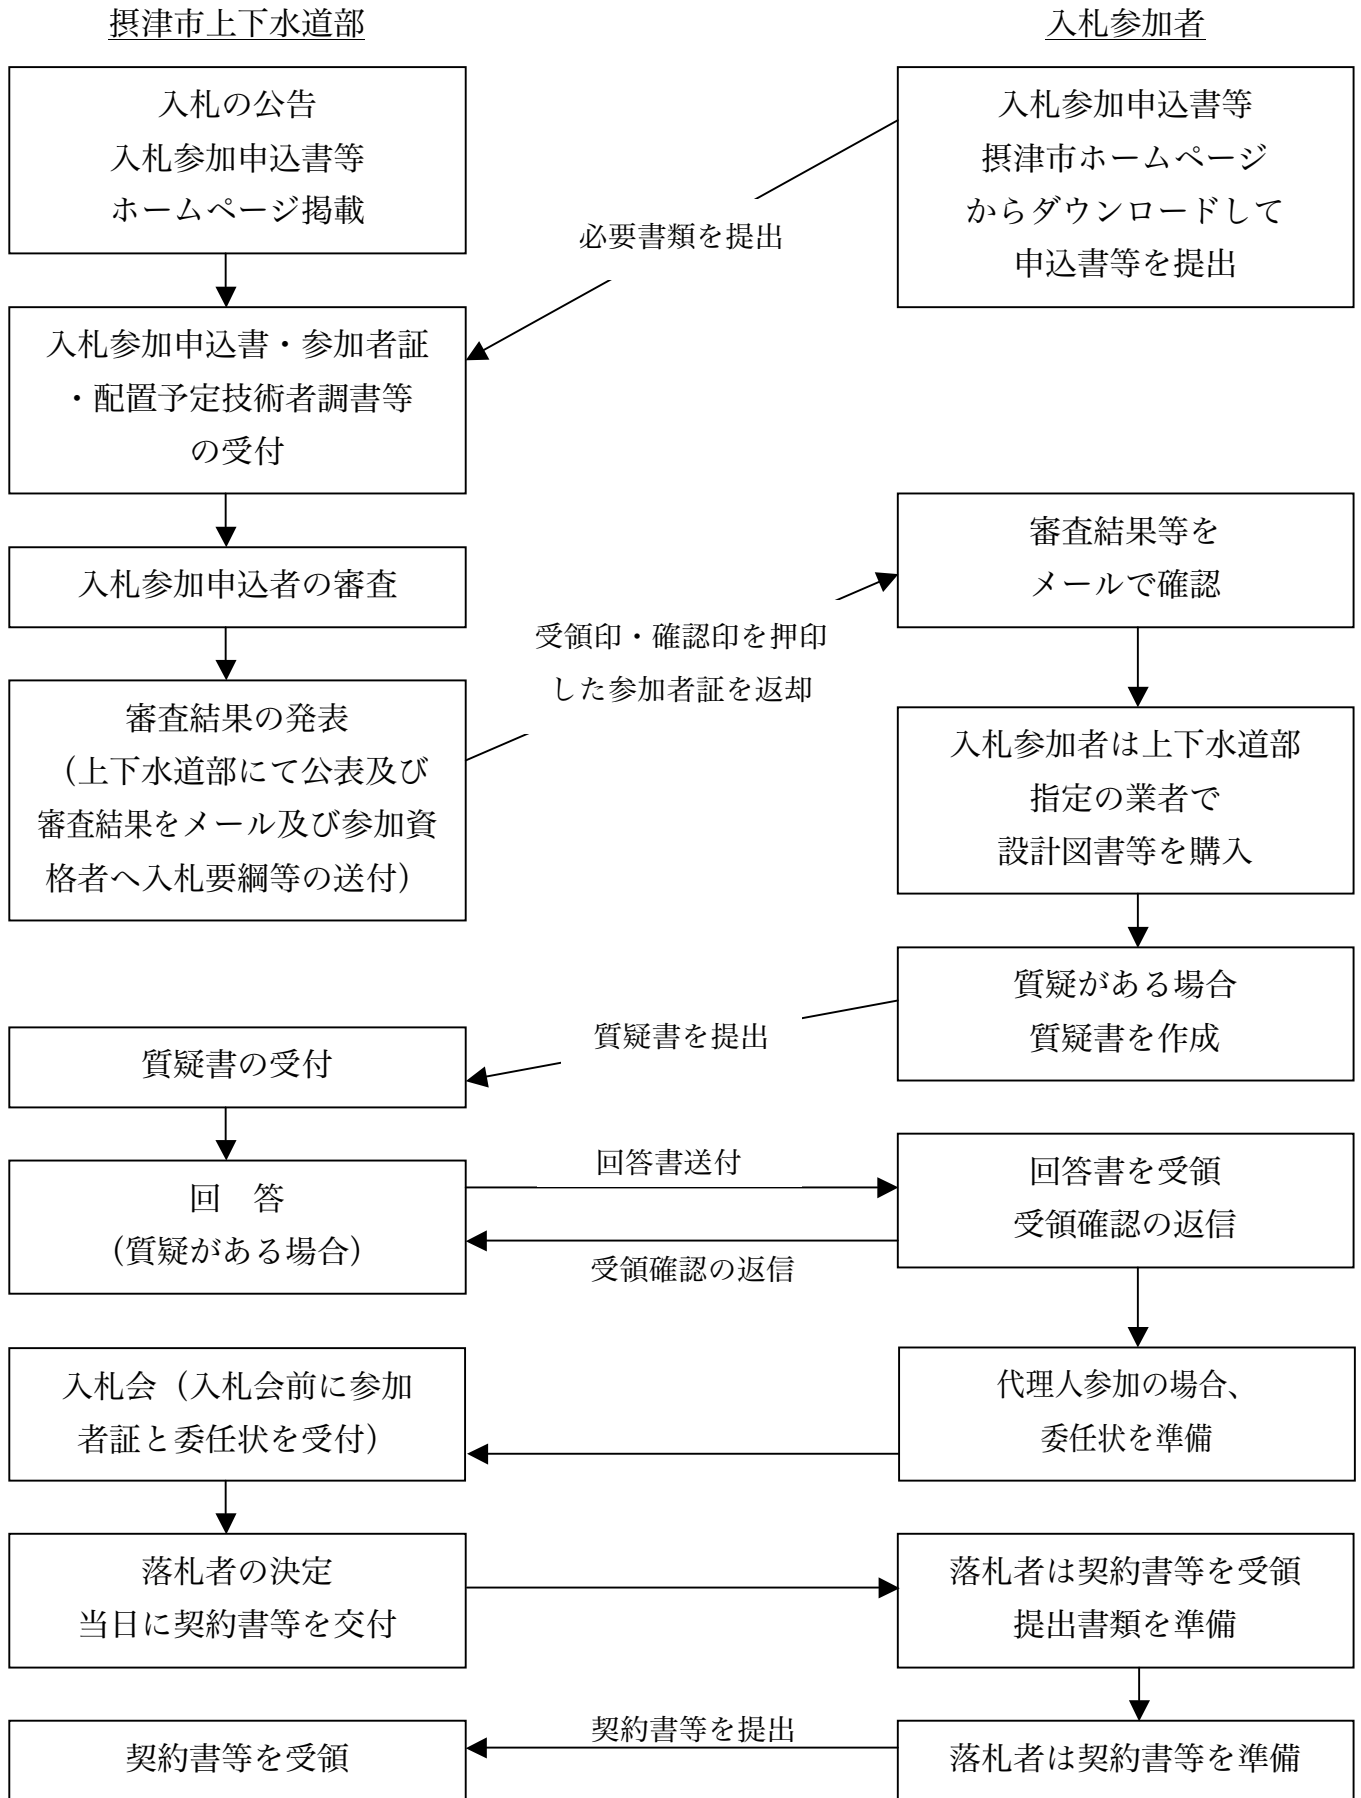 摂津市上下水道部
入札参加者
入札の公告
入札参加申込書等
ホームページ掲載
入札参加申込書等
摂津市ホームページ
からダウンロードして
申込書等を提出
必要書類を提出
入札参加申込書・参加者証
・配置予定技術者調書等
の受付
入札参加申込者の審査
審査結果等を
メールで確認
受領印・確認印を押印
した参加者証を返却
審査結果の発表
（上下水道部にて公表及び
審査結果をメール及び参加資
格者へ入札要綱等の送付）
入札参加者は上下水道部
指定の業者で
設計図書等を購入
質疑がある場合
質疑書を作成
質疑書を提出
質疑書の受付
回　答
（質疑がある場合）
回答書送付
回答書を受領
受領確認の返信
受領確認の返信
代理人参加の場合、
委任状を準備
入札会（入札会前に参加
者証と委任状を受付）
落札者の決定
当日に契約書等を交付
落札者は契約書等を受領
提出書類を準備
契約書等を提出
契約書等を受領
落札者は契約書等を準備